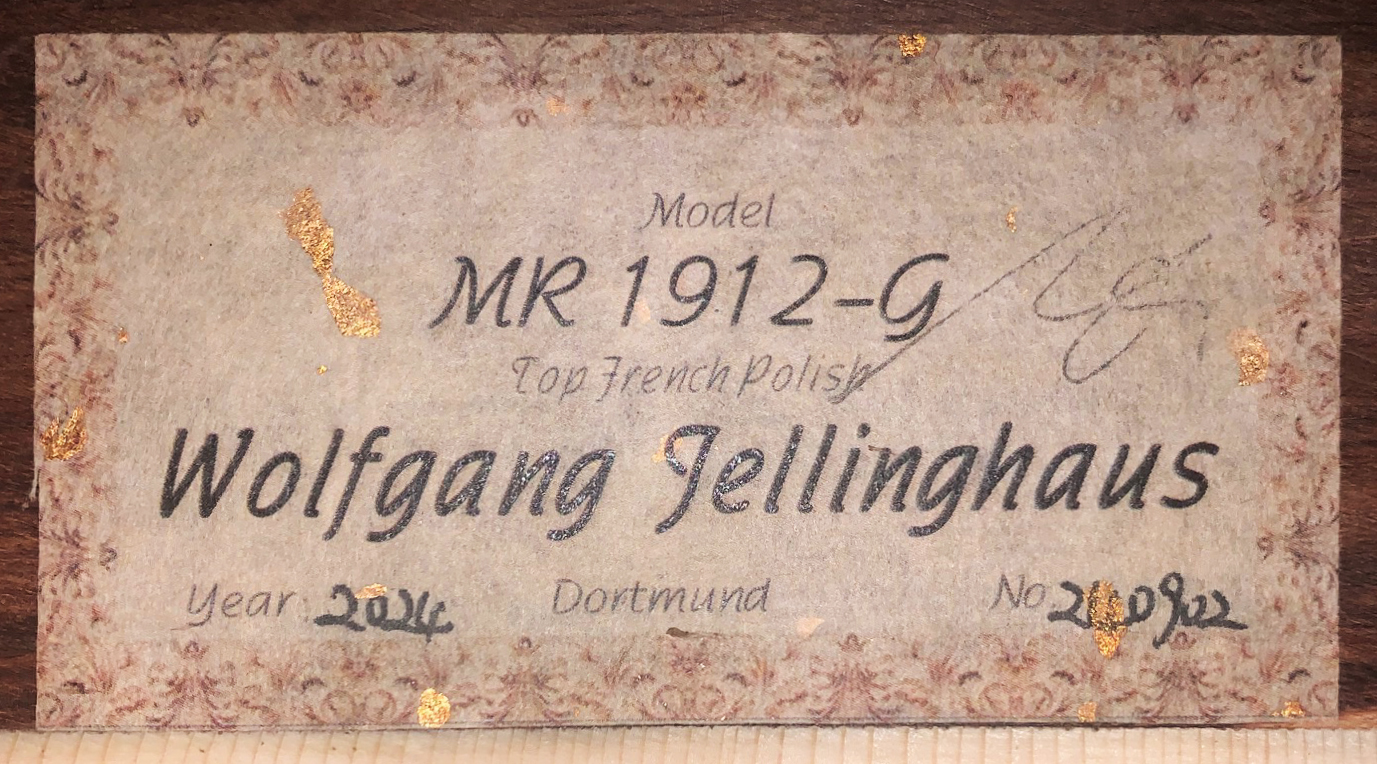 Model
MR 1912-G
Top French Polish
Wolfgang Jellinghaus
Year: 2024 Dortmund No